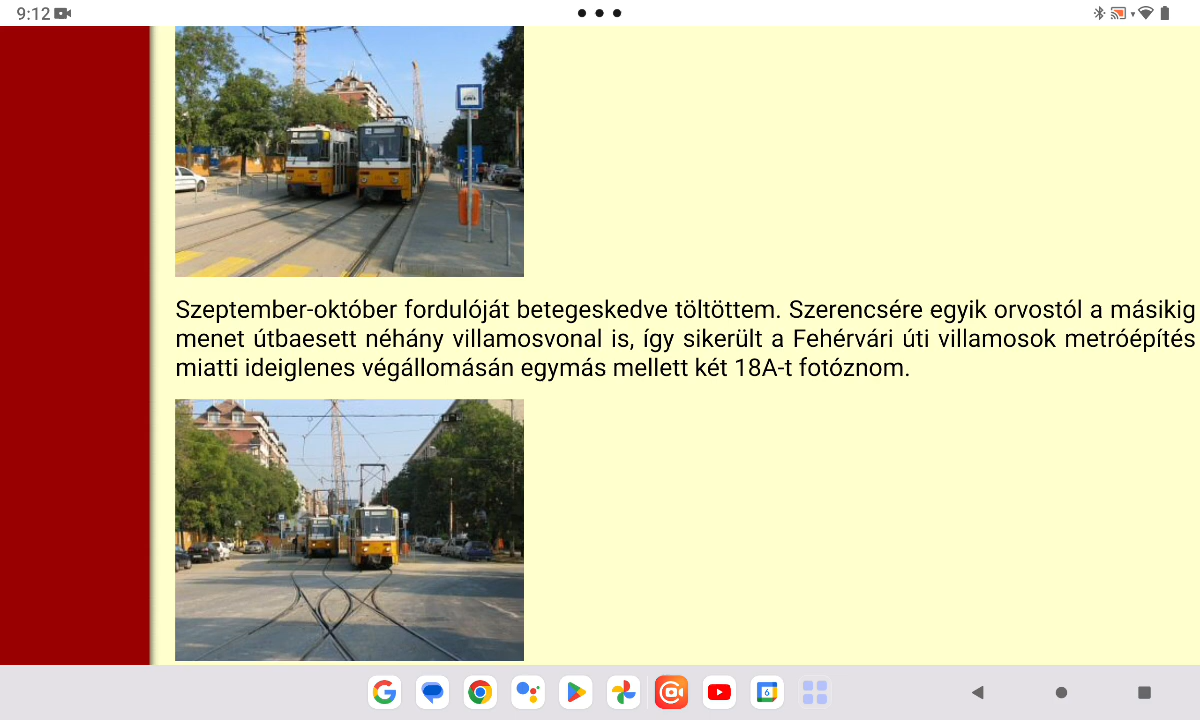 9:12
Szeptember-október fordulóját betegeskedve töltöttem. Szerencsére egyik orvostól a másikig
menet útbaesett néhány villamosvonal is, így sikerült a Fehérvári úti villamosok metróépítés
miatti ideiglenes végállomásán egymás mellett két 18A-t fotóznom.
6